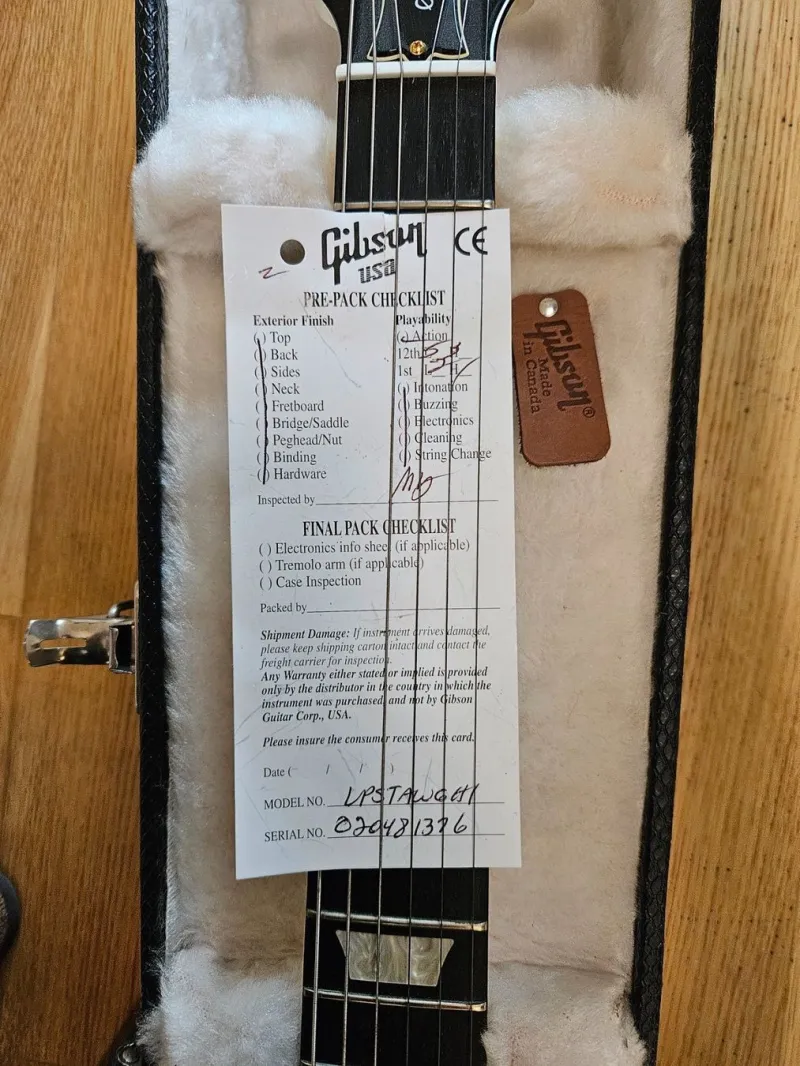 Gibson CE
USA
PRE-PACK CHECKLIST
Exterior Finish
( ) Top
( ) Back
( ) Sides
( ) Neck
( ) Fretboard
( ) Bridge/Saddle
( ) Peghead/Nut
( ) Binding
( ) Hardware
Playability
( ) Action
12th
1st
( ) Intonation
( ) Buzzing
( ) Electronics
( ) Cleaning
( ) String Change
Inspected by
FINAL PACK CHECKLIST
( ) Electronics info sheet (if applicable)
( ) Tremolo arm (if applicable)
( ) Case Inspection
Packed by
Shipment Damage: If instrument arrives damaged,
please keep shipping carton intact and contact the
freight carrier for inspection.
Any Warranty either stated or implied is provided
only by the distributor in the country in which the
instrument was purchased, and not by Gibson
Guitar Corp., USA.
Please insure the consumer receives this card.
Date ( / / )
MODEL NO. LPSTAWGH1
SERIAL NO. 020481376
Gibson®
Made
in Canada